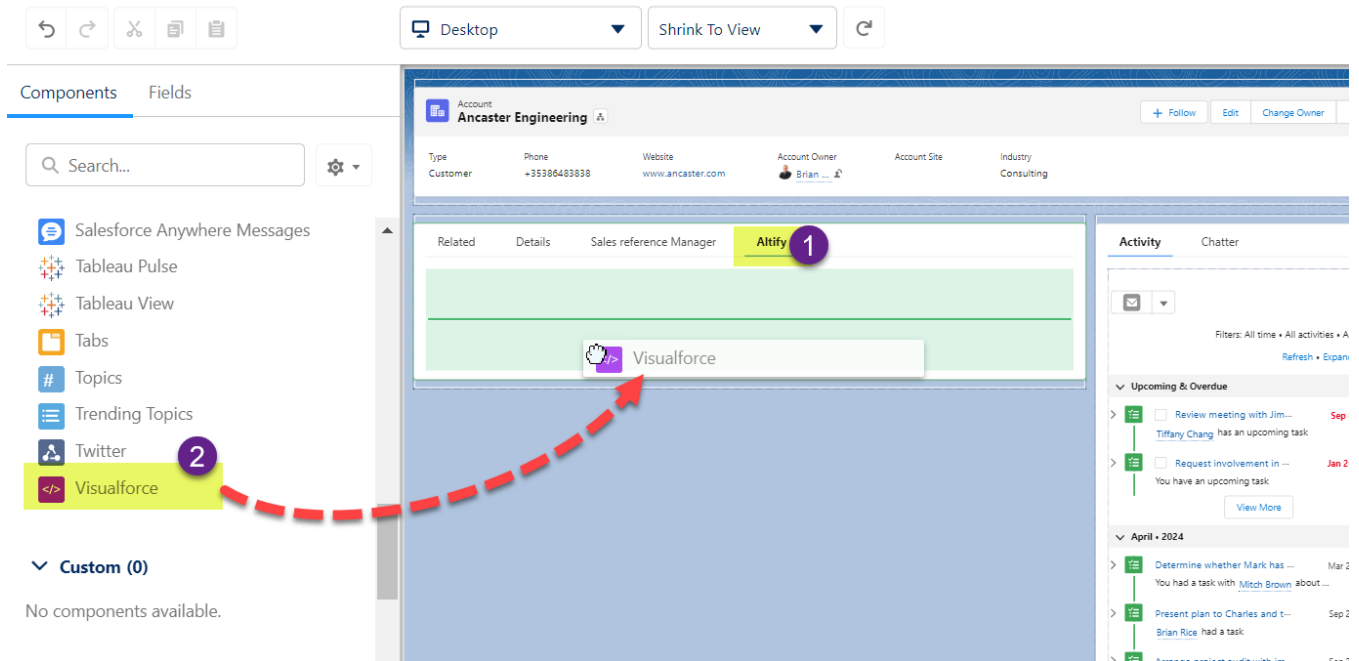 Desktop
Shrink To View
Components
Fields
Search...
Salesforce Anywhere Messages
Tableau Pulse
Tableau View
Tabs
# Topics
Trending Topics
Twitter
2
</> Visualforce
Custom (0)
No components available.
Account
Ancaster Engineering
+ Follow
Edit
Change Owner
Type
Phone
Website
Account Owner
Account Site
Industry
Customer
+35386483838
www.ancaster.com
Brian ...
Consulting
Related
Details
Sales reference Manager
Altify
1
Visualforce
Activity
Chatter
Filters: All time • All activities • A
Refresh • Expan
Upcoming & Overdue
Review meeting with Jim...
Sep
Tiffany Chang has an upcoming task
Request involvement in ...
Jan 2
You have an upcoming task
View More
April • 2024
Determine whether Mark has ...
Mar 2
You had a task with Mitch Brown about ...
Present plan to Charles and t...
Sep 2
Brian Rice had a task